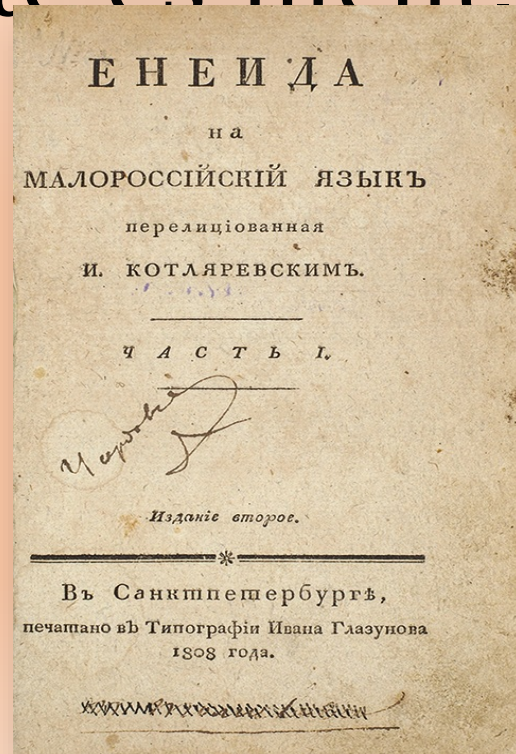 ЕНЕИДА
на
МАЛОРОССІЙСКІЙ ЯЗЫКЪ
перелиціованная
И. КОТЛЯРЕВСКИМЪ.
ЧАСТЬ I.
Изданіе второе.
Въ Санктпетербургѣ,
печатано въ Типографіи Ивана Глазунова
1808 года.